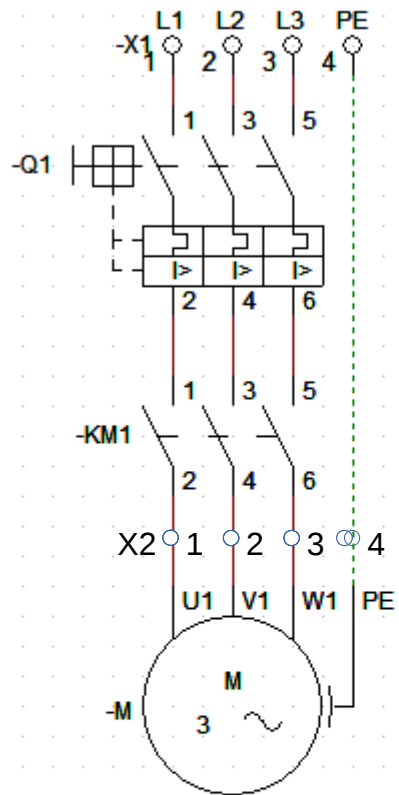 L1 L2 L3 PE
-X1 1 2 3 4
1 3 5
-Q1
I> I> I>
2 4 6
1 3 5
-KM1
2 4 6
X2 1 2 3 4
U1 V1 W1 PE
M
-M
3